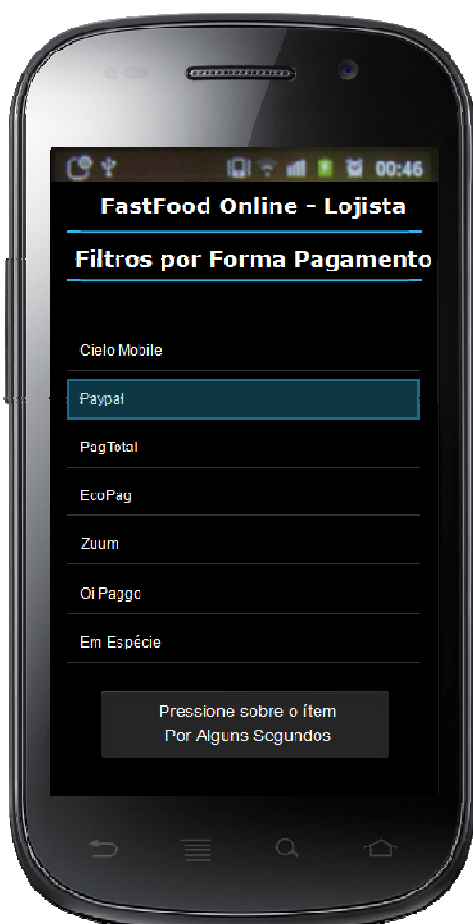 00:46
FastFood Online - Lojista
Filtros por Forma Pagamento
Cielo Mobile
Paypal
PagTotal
EcoPag
Zuum
Oi Paggo
Em Espécie
Pressione sobre o ítem
Por Alguns Segundos